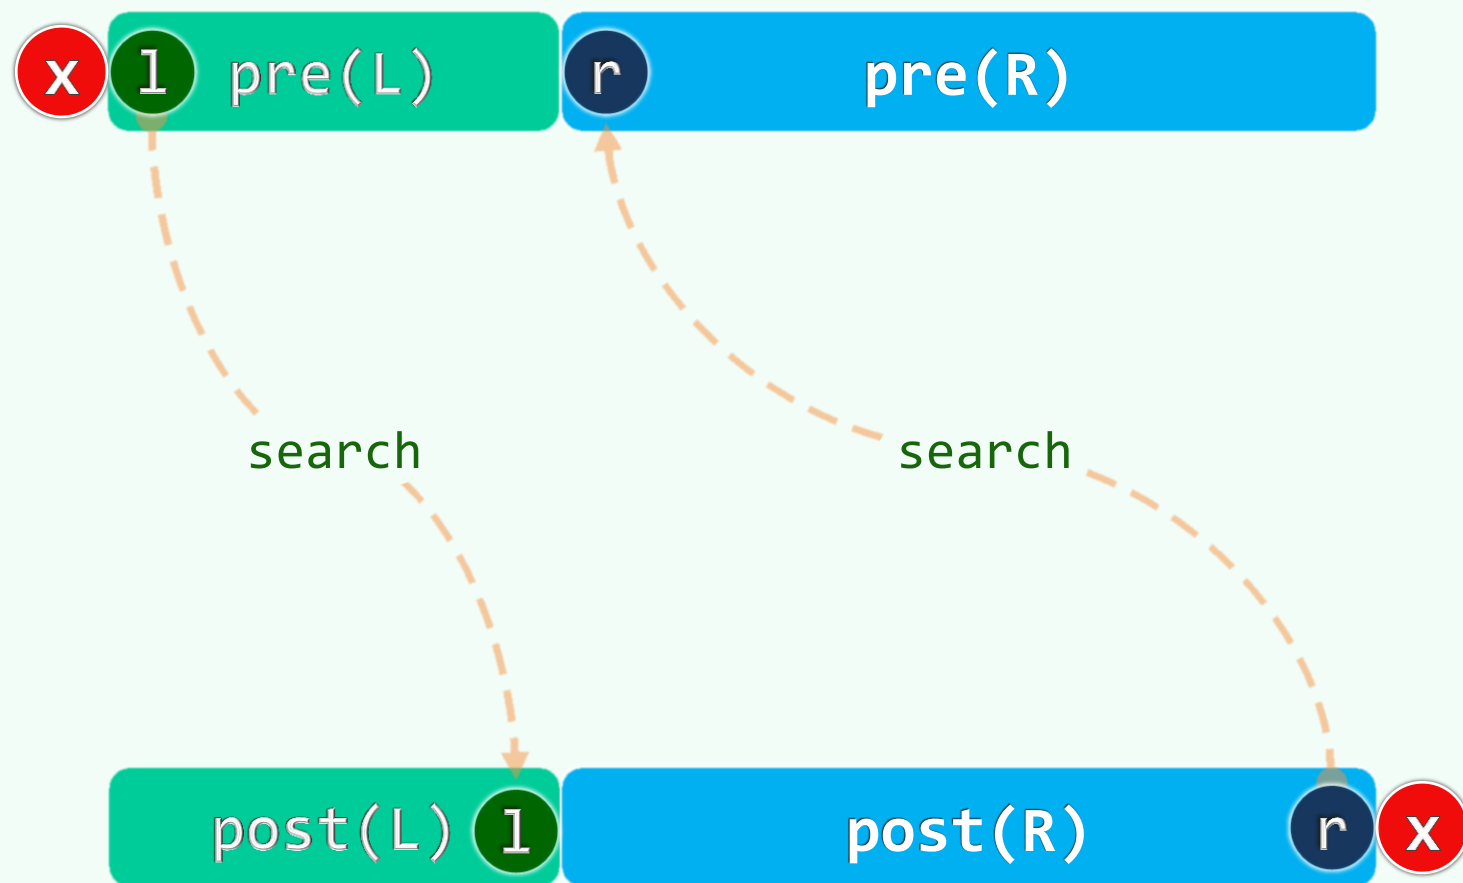 x l pre(L) r pre(R)
search search
post(L) l post(R) r x